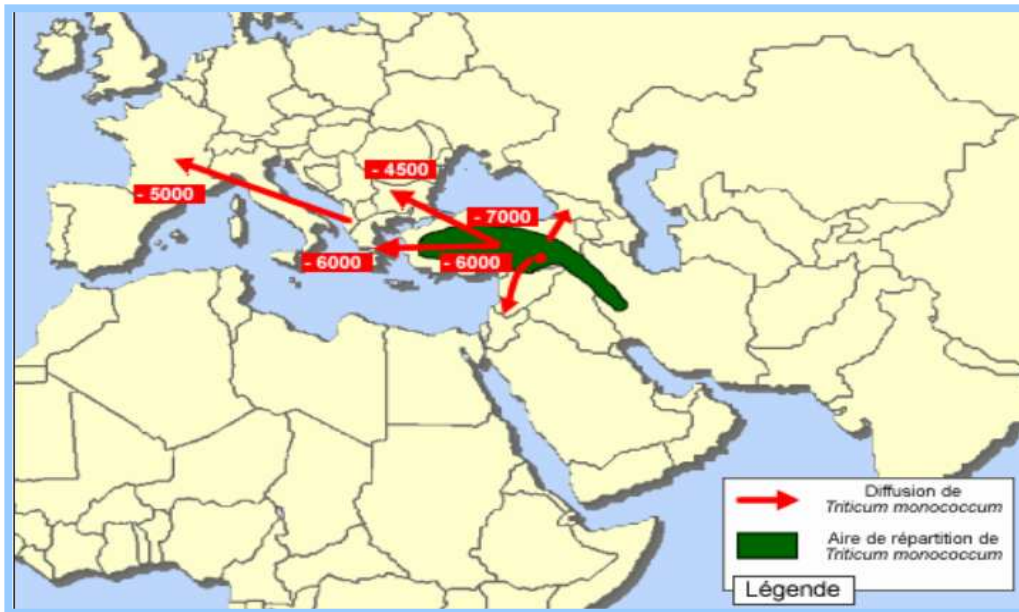 - 4500
- 5000
- 7000
- 6000
- 6000
Diffusion de
Triticum monococcum
Aire de répartition de
Triticum monococcum
Légende